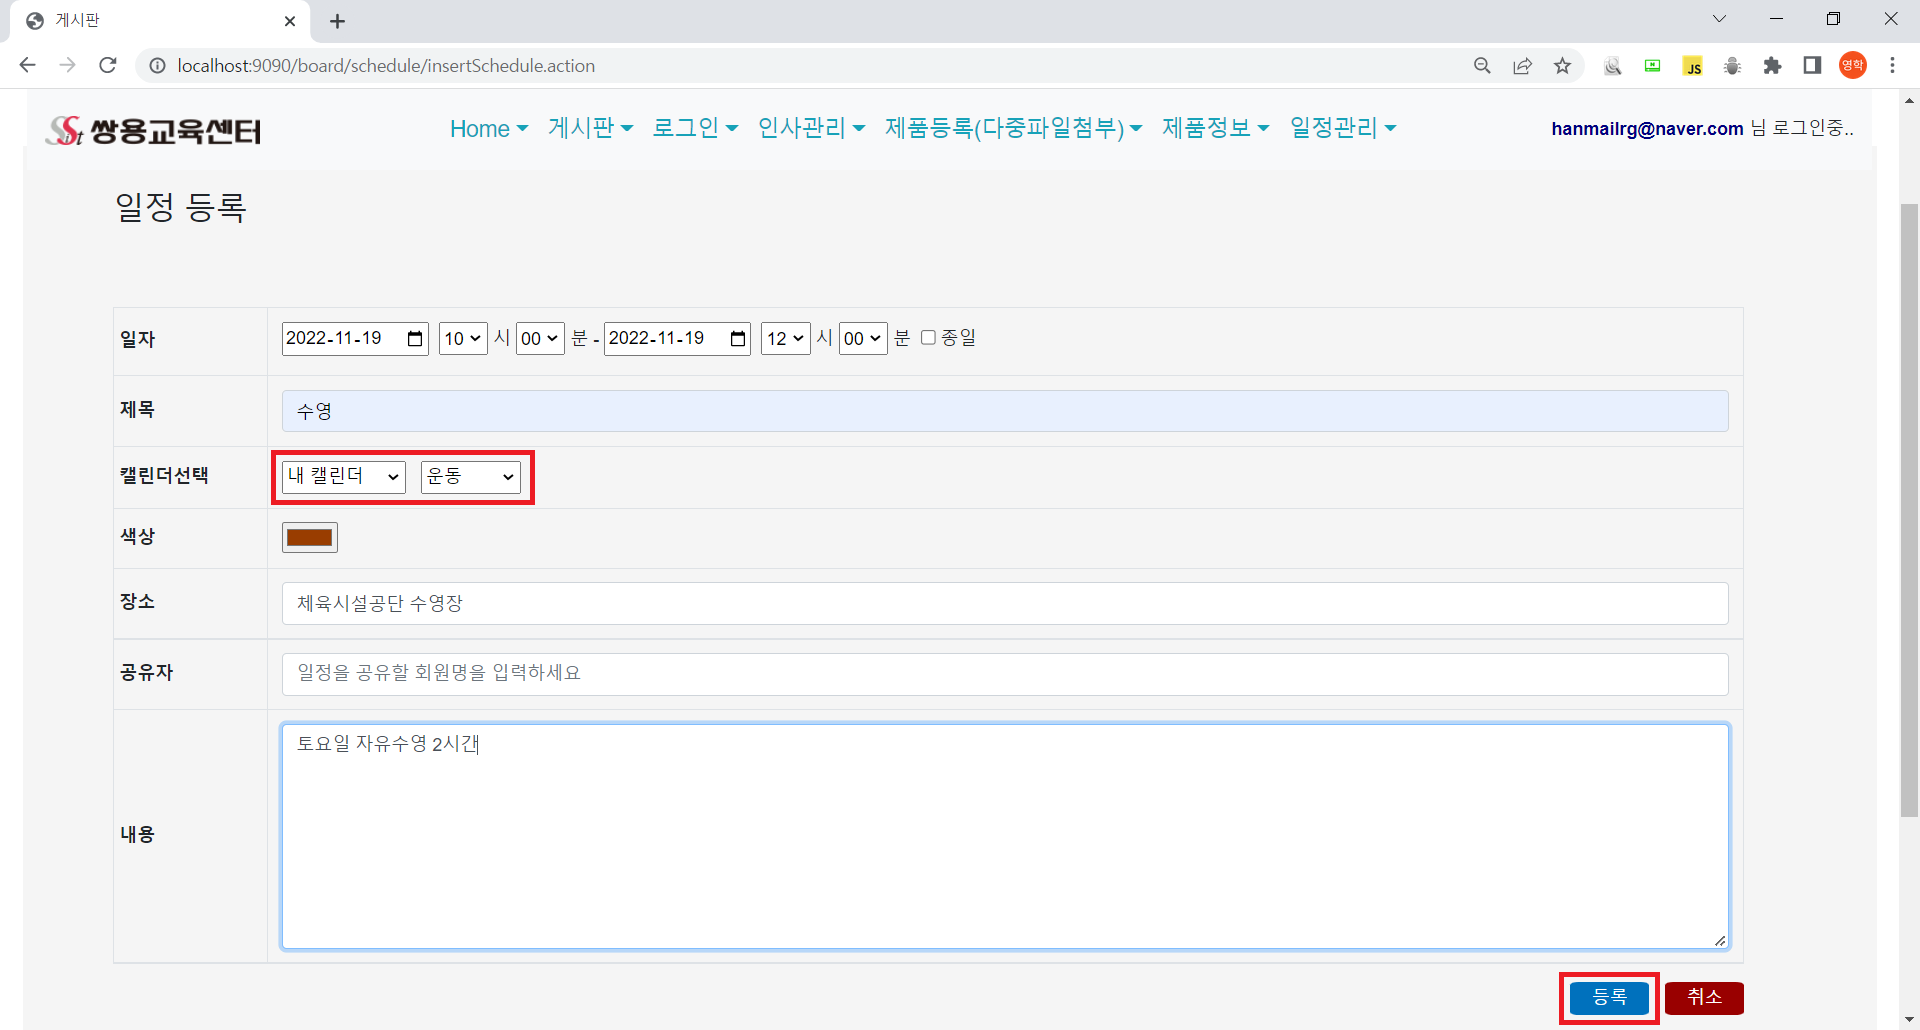 게시판
localhost:9090/board/schedule/insertSchedule.action
JS
영학
Sist 쌍용교육센터 Home 게시판 로그인 인사관리 제품등록(다중파일첨부) 제품정보 일정관리 hanmailrg@naver.com 님 로그인중..
일정 등록
일자 2022-11-19 10 시 00 분 - 2022-11-19 12 시 00 분 종일
제목 수영
캘린더선택 내 캘린더 운동
색상
장소 체육시설공단 수영장
공유자 일정을 공유할 회원명을 입력하세요
토요일 자유수영 2시간
내용
등록 취소